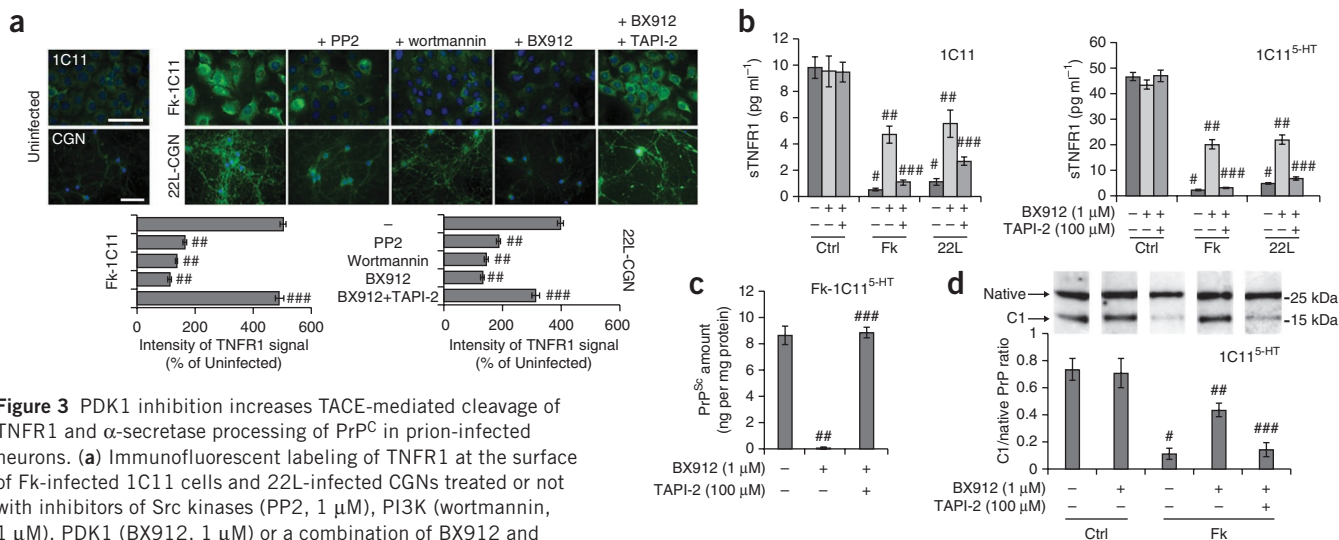 a
+ PP2
+ wortmannin
+ BX912
+ BX912
+ TAPI-2
Uninfected
1C11
CGN
Fk-1C11
22L-CGN
Fk-1C11
##
##
##
###
0 200 400 600
Intensity of TNFR1 signal
(% of Uninfected)
–
PP2
Wortmannin
BX912
BX912+TAPI-2
##
##
##
###
22L-CGN
0 200 400 600
Intensity of TNFR1 signal
(% of Uninfected)
b
1C11
sTNFR1 (pg ml⁻¹)
12
10
8
6
4
2
0
# ## ### # ## ###
– + + – + + – + +
– – + – – + – – +
Ctrl Fk 22L
1C11⁵⁻ᴴᵀ
sTNFR1 (pg ml⁻¹)
60
50
40
30
20
10
0
# ## ### # ## ###
BX912 (1 μM) – + + – + + – + +
TAPI-2 (100 μM) – – + – – + – – +
Ctrl Fk 22L
c
Fk-1C11⁵⁻ᴴᵀ
PrPˢᶜ amount
(ng per mg protein)
12
10
8
6
4
2
0
## ###
BX912 (1 μM) – + +
TAPI-2 (100 μM) – – +
d
Native
C1
-25 kDa
-15 kDa
1C11⁵⁻ᴴᵀ
C1/native PrP ratio
1
0.8
0.6
0.4
0.2
0
# ## ###
BX912 (1 μM) – + – + +
TAPI-2 (100 μM) – – – – +
Ctrl Fk
Figure 3 PDK1 inhibition increases TACE-mediated cleavage of
TNFR1 and α-secretase processing of PrPᶜ in prion-infected
neurons. (a) Immunofluorescent labeling of TNFR1 at the surface
of Fk-infected 1C11 cells and 22L-infected CGNs treated or not
with inhibitors of Src kinases (PP2, 1 μM), PI3K (wortmannin,
1 μM), PDK1 (BX912, 1 μM) or a combination of BX912 and